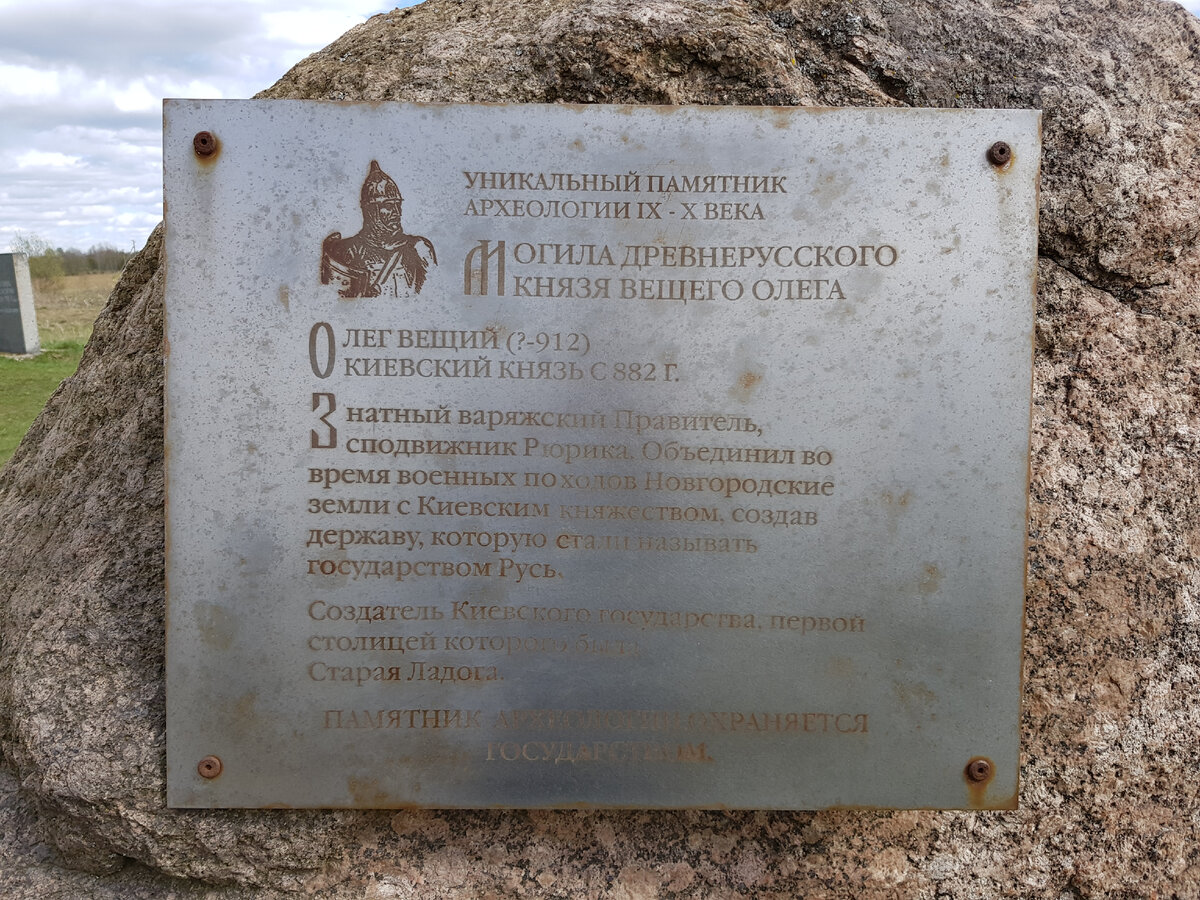 УНИКАЛЬНЫЙ ПАМЯТНИК
АРХЕОЛОГИИ IX - X ВЕКА
МОГИЛА ДРЕВНЕРУССКОГО
КНЯЗЯ ВЕЩЕГО ОЛЕГА
ОЛЕГ ВЕЩИЙ (?-912)
КИЕВСКИЙ КНЯЗЬ С 882 Г.
Знатный варяжский Правитель,
сподвижник Рюрика. Объединил во
время военных походов Новгородские
земли с Киевским княжеством, создав
державу, которую стали называть
государством Русь.
Создатель Киевского государства, первой
столицей которого была
Старая Ладога.
ПАМЯТНИК АРХЕОЛОГИИ ОХРАНЯЕТСЯ
ГОСУДАРСТВОМ.